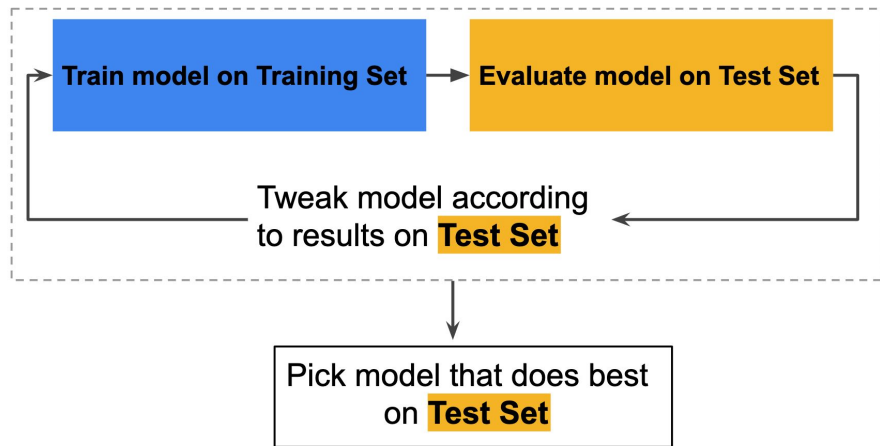 Train model on Training Set
Evaluate model on Test Set
Tweak model according
to results on Test Set
Pick model that does best
on Test Set